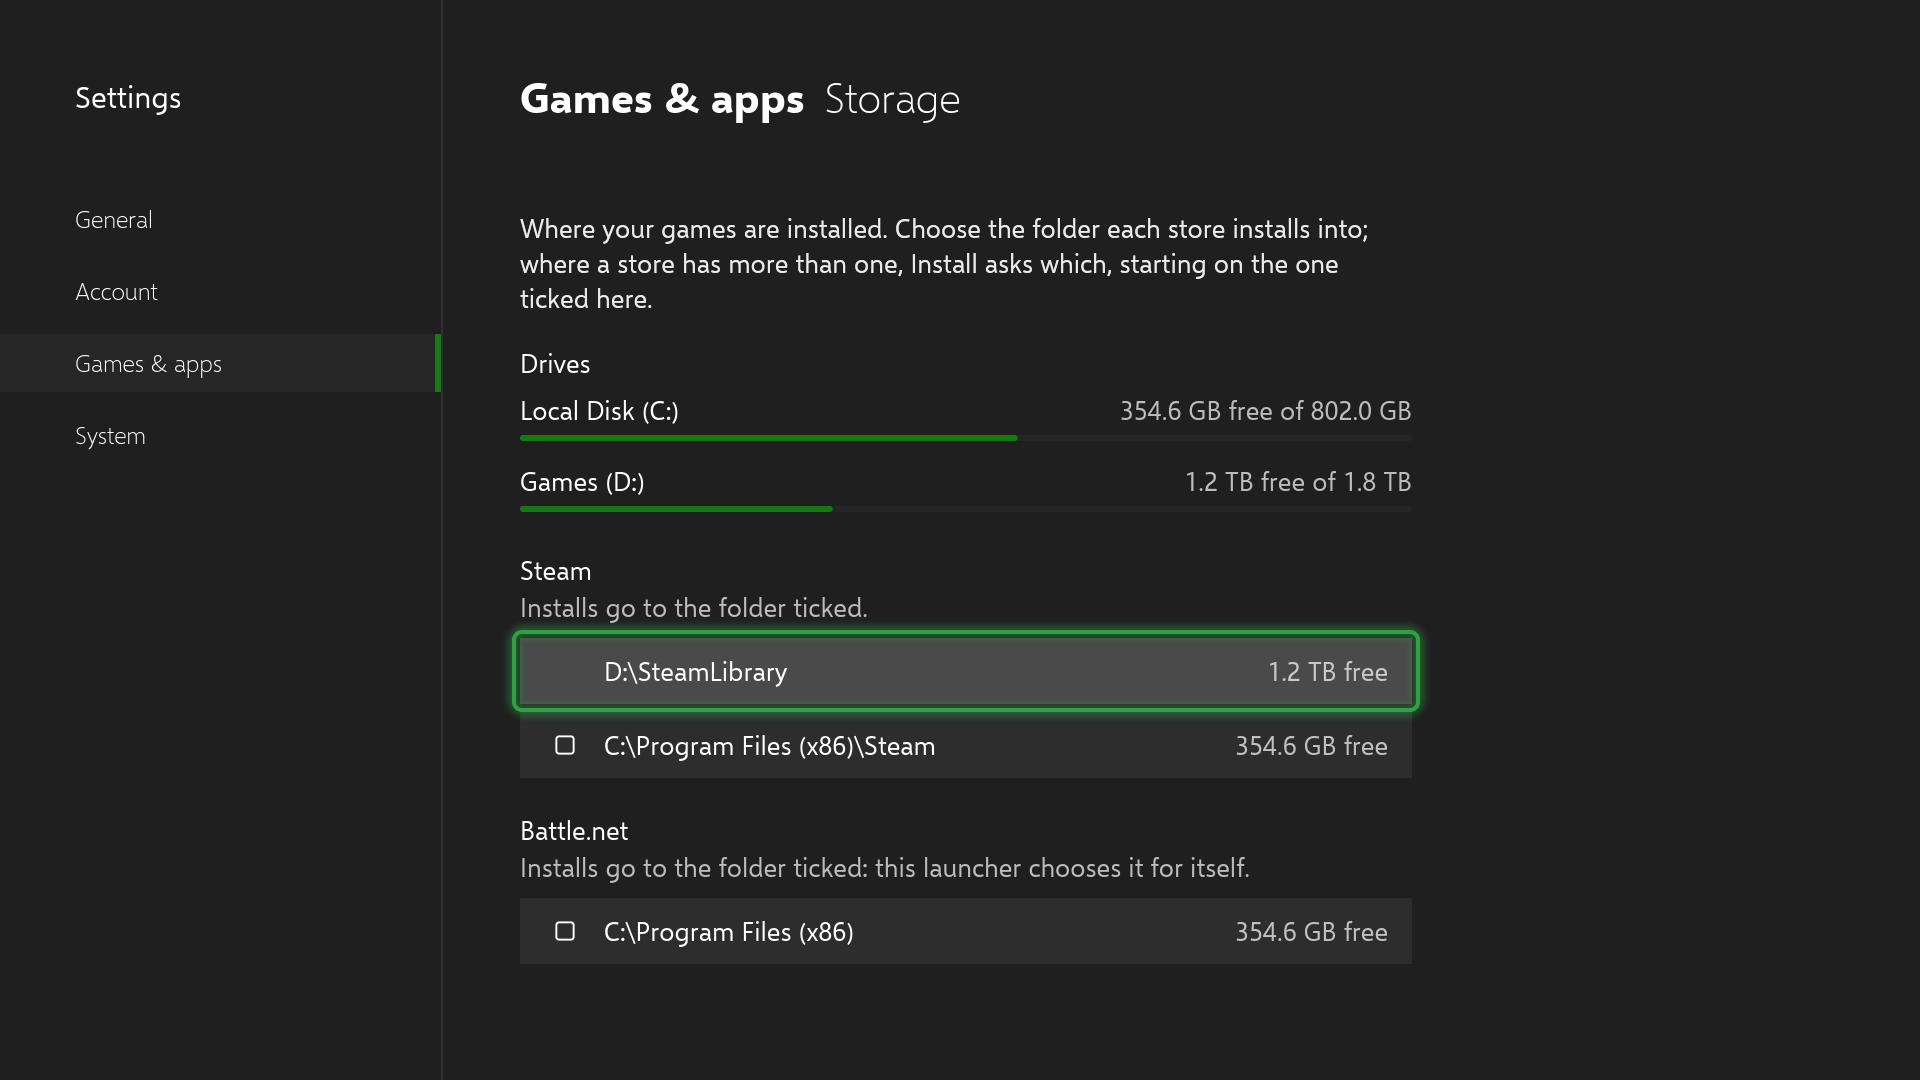 Settings
General
Account
Games & apps
System
Games & apps Storage
Where your games are installed. Choose the folder each store installs into;
where a store has more than one, Install asks which, starting on the one
ticked here.
Drives
Local Disk (C:) 354.6 GB free of 802.0 GB
Games (D:) 1.2 TB free of 1.8 TB
Steam
Installs go to the folder ticked.
D:\SteamLibrary 1.2 TB free
C:\Program Files (x86)\Steam 354.6 GB free
Battle.net
Installs go to the folder ticked: this launcher chooses it for itself.
C:\Program Files (x86) 354.6 GB free